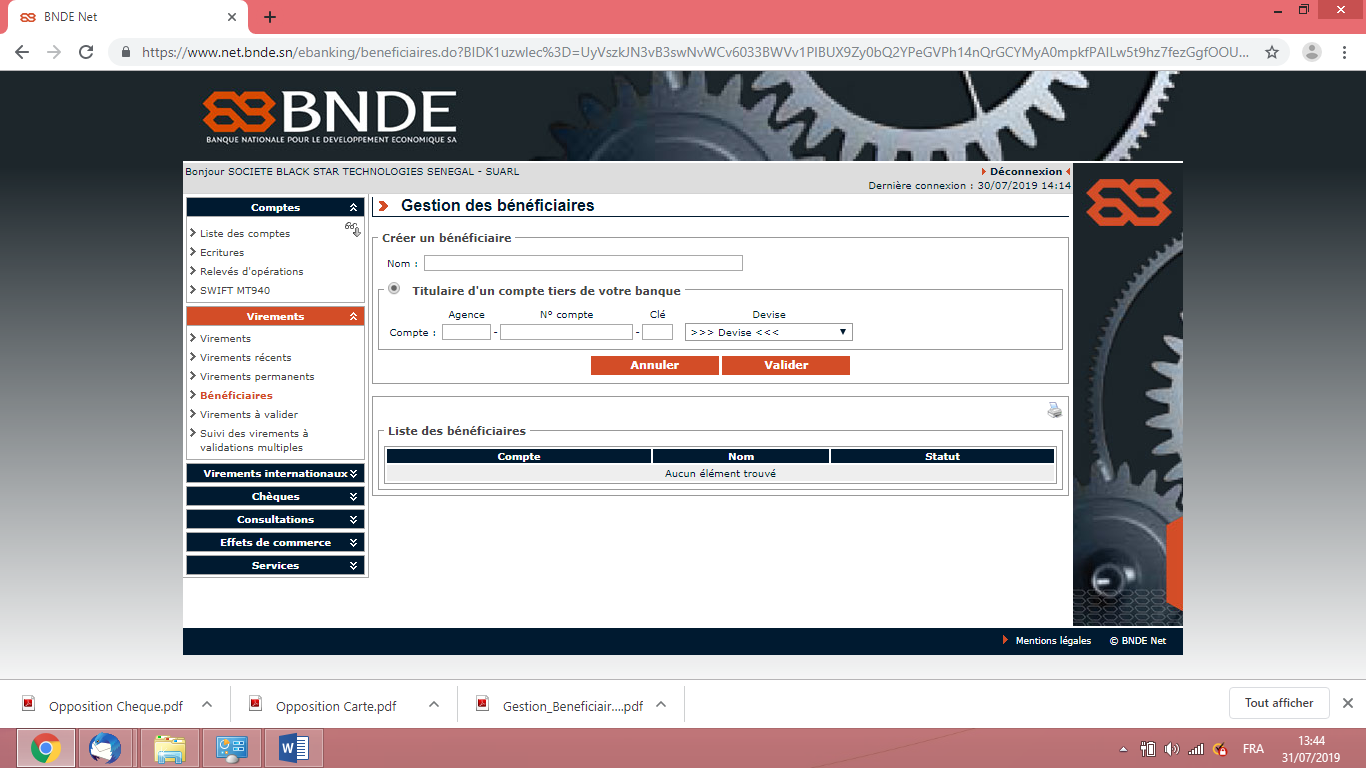 BNDE Net
https://www.net.bnde.sn/ebanking/beneficiaires.do?BIDK1uzwlec%3D=UyVszkJN3vB3swNvWCv6033BWVv1PIBUX9Zy0bQ2YPeGVPh14nQrGCYMyA0mpkfPAILw5t9hz7fezGgfOOU...
BNDE
BANQUE NATIONALE POUR LE DEVELOPPEMENT ECONOMIQUE SA
Bonjour SOCIETE BLACK STAR TECHNOLOGIES SENEGAL - SUARL
Déconnexion
Dernière connexion : 30/07/2019 14:14
Comptes
Liste des comptes
Ecritures
Relevés d'opérations
SWIFT MT940
Virements
Virements
Virements récents
Virements permanents
Bénéficiaires
Virements à valider
Suivi des virements à
validations multiples
Virements internationaux
Chèques
Consultations
Effets de commerce
Services
Gestion des bénéficiaires
Créer un bénéficiaire
Nom :
Titulaire d'un compte tiers de votre banque
Agence N° compte Clé Devise
Compte : - - >>> Devise <<<
Annuler Valider
Liste des bénéficiaires
Compte Nom Statut
Aucun élément trouvé
Mentions légales © BNDE Net
Opposition Cheque.pdf
Opposition Carte.pdf
Gestion_Beneficiair....pdf
Tout afficher
FRA
13:44
31/07/2019